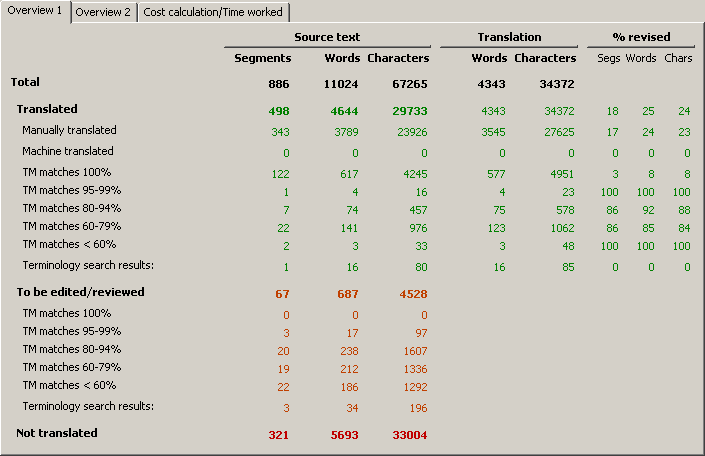 Overview 1 Overview 2 Cost calculation/Time worked
Source text Translation % revised
Segments Words Characters Words Characters Segs Words Chars
Total 886 11024 67265 4343 34372
Translated 498 4644 29733 4343 34372 18 25 24
Manually translated 343 3789 23926 3545 27625 17 24 23
Machine translated 0 0 0 0 0 0 0 0
TM matches 100% 122 617 4245 577 4951 3 8 8
TM matches 95-99% 1 4 16 4 23 100 100 100
TM matches 80-94% 7 74 457 75 578 86 92 88
TM matches 60-79% 22 141 976 123 1062 86 85 84
TM matches < 60% 2 3 33 3 48 100 100 100
Terminology search results: 1 16 80 16 85 0 0 0
To be edited/reviewed 67 687 4528
TM matches 100% 0 0 0
TM matches 95-99% 3 17 97
TM matches 80-94% 20 238 1607
TM matches 60-79% 19 212 1336
TM matches < 60% 22 186 1292
Terminology search results: 3 34 196
Not translated 321 5693 33004